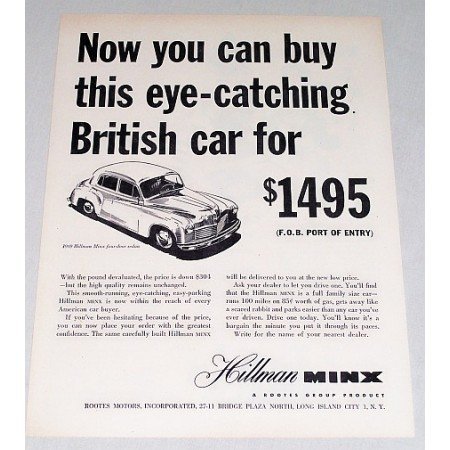 Now you can buy
this eye-catching
British car for
$1495
(F.O.B. PORT OF ENTRY)
1949 Hillman Minx four-door sedan
With the pound devaluated, the price is down $304
—but the high quality remains unchanged.
This smooth-running, eye-catching, easy-parking
Hillman MINX is now within the reach of every
American car buyer.
If you've been hesitating because of the price,
you can now place your order with the greatest
confidence. The same carefully built Hillman MINX
will be delivered to you at the new low price.
Ask your dealer to let you drive one. You'll find
that the Hillman MINX is a full family size car—
runs 100 miles on 85¢ worth of gas, gets away like
a scared rabbit and parks easier than any car you've
ever driven. Drive one today. You'll know it's a
bargain the minute you put it through its paces.
Write for the name of your nearest dealer.
Hillman MINX
A ROOTES GROUP PRODUCT
ROOTES MOTORS, INCORPORATED, 27-11 BRIDGE PLAZA NORTH, LONG ISLAND CITY 1, N. Y.